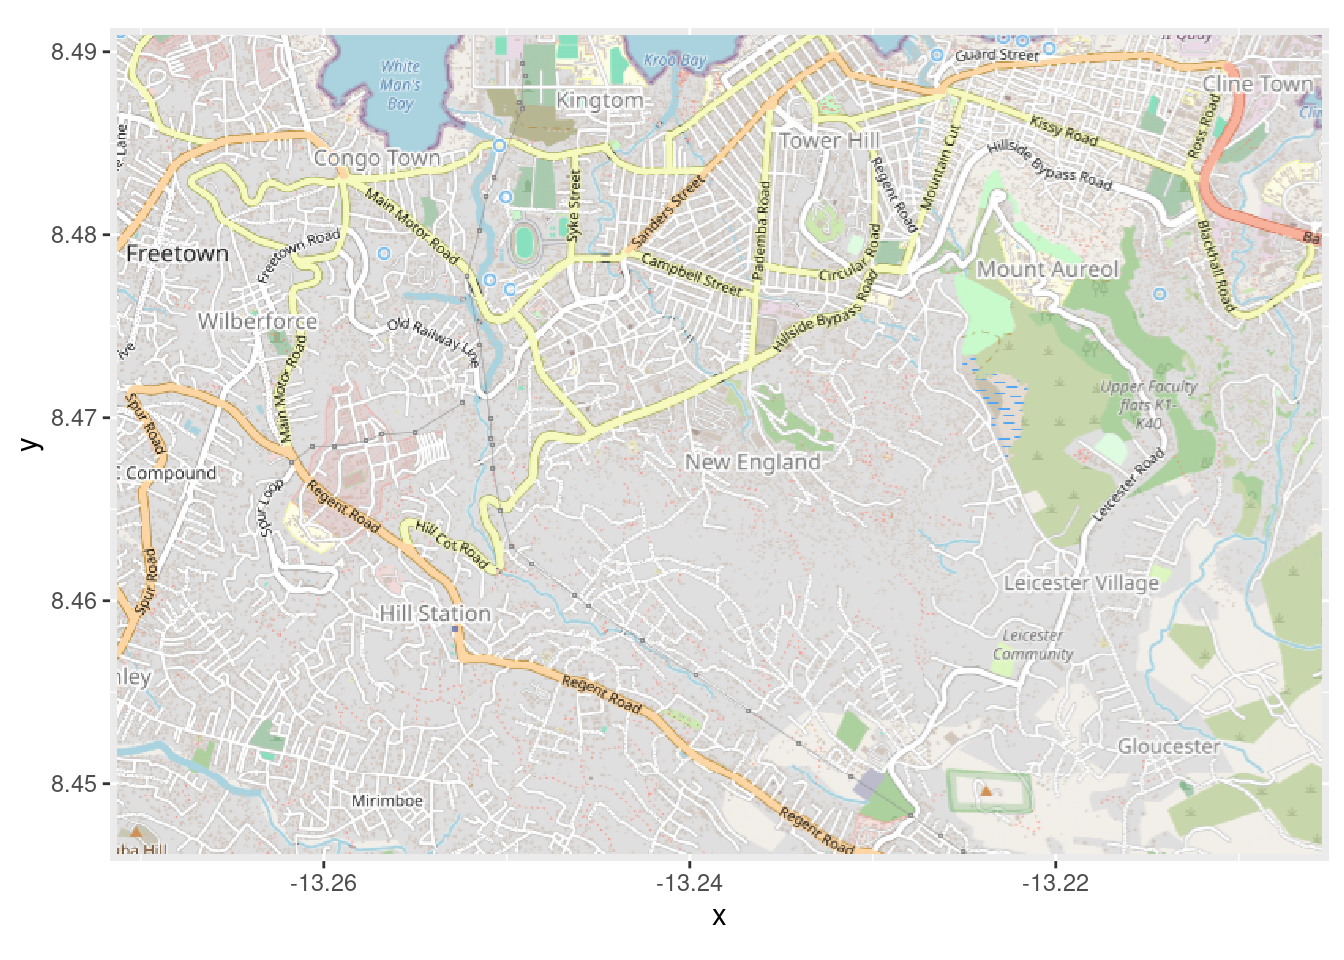 8.49
8.48
8.47
8.46
8.45
y
White
Man's
Bay
Kroo Bay
Guard Street
Cline Town
Kingtom
Congo Town
Tower Hill
Kissy Road
Ross Road
Mountain Cut
Hillside Bypass Road
Regent Road
Syke Street
Sanders Street
Pademba Road
Main Motor Road
Freetown Road
Freetown
Campbell Street
Circular Road
Hillside Bypass Road
Mount Aureol
Blackhall Road
Wilberforce
Old Railway Line
Main Motor Road
Spur Road
Upper Faculty
flats K1-
K40
New England
Compound
Spur Loop
Regent Road
Hill Cot Road
Leicester Road
Spur Road
Hill Station
Leicester Village
Leicester
Community
Regent Road
Gloucester
Mirimboe
Regent Road
-13.26
-13.24
-13.22
x